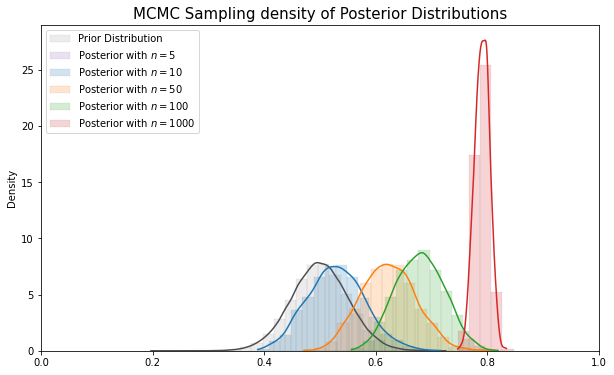 MCMC Sampling density of Posterior Distributions
Prior Distribution
Posterior with n = 5
Posterior with n = 10
Posterior with n = 50
Posterior with n = 100
Posterior with n = 1000
Density
25
20
15
10
5
0
0.0 0.2 0.4 0.6 0.8 1.0